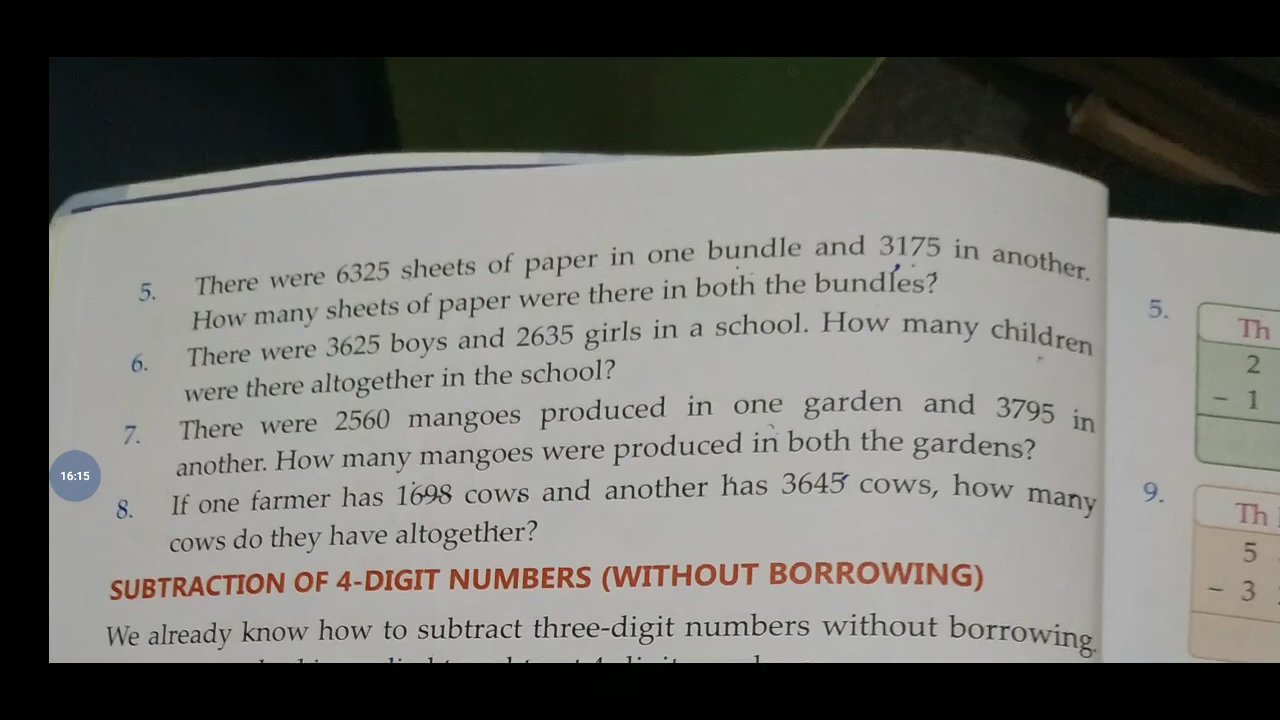 5. There were 6325 sheets of paper in one bundle and 3175 in another.
How many sheets of paper were there in both the bundles?
6. There were 3625 boys and 2635 girls in a school. How many children
were there altogether in the school?
7. There were 2560 mangoes produced in one garden and 3795 in
another. How many mangoes were produced in both the gardens?
8. If one farmer has 1698 cows and another has 3645 cows, how many
cows do they have altogether?
SUBTRACTION OF 4-DIGIT NUMBERS (WITHOUT BORROWING)
We already know how to subtract three-digit numbers without borrowing.
5.
Th
2
– 1
9.
Th
5
– 3
16:15